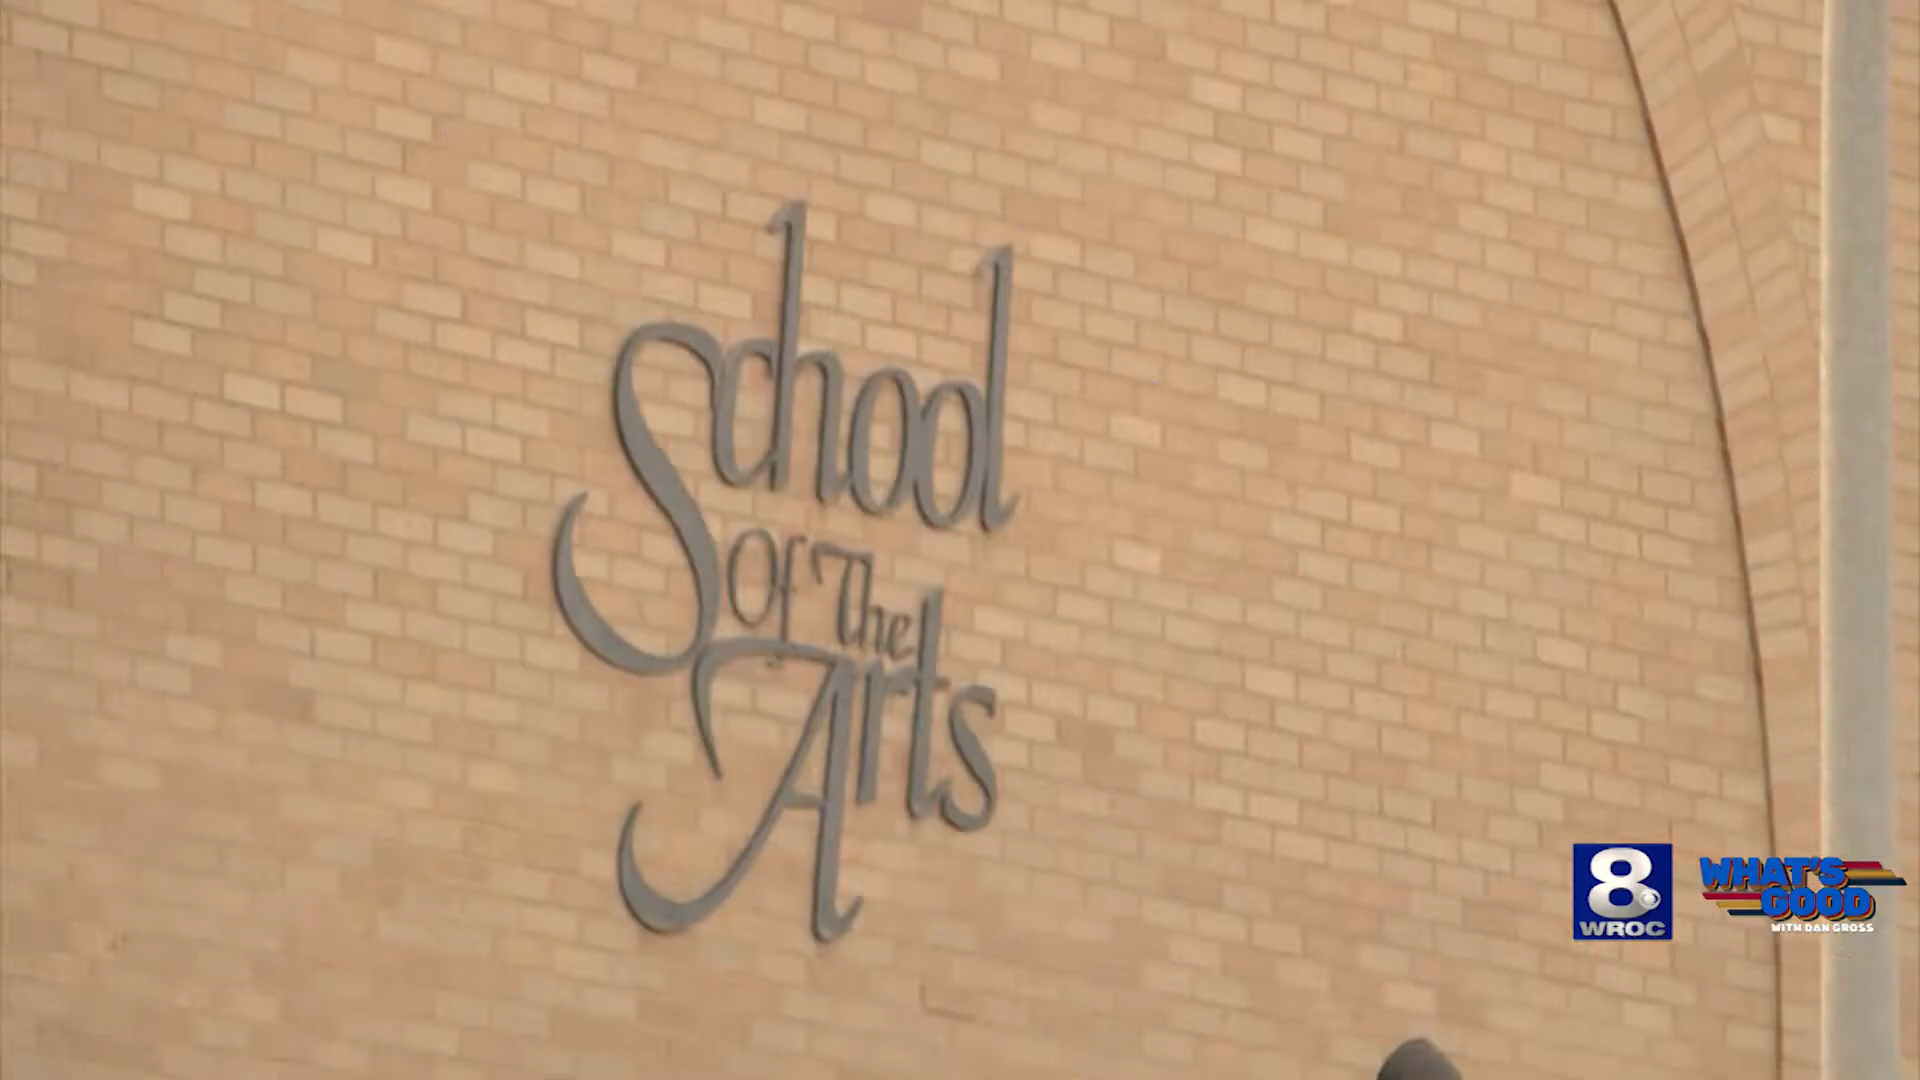 School
Of The
Arts
8
WROC
WHAT'S
GOOD
WITH DAN GROSS